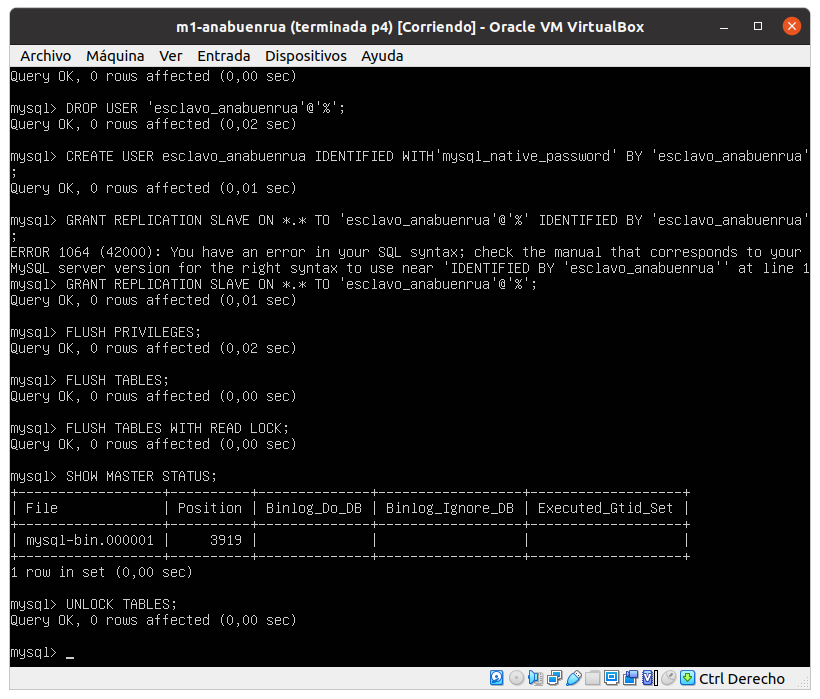 m1-anabuenrua (terminada p4) [Corriendo] - Oracle VM VirtualBox
Archivo Máquina Ver Entrada Dispositivos Ayuda
Query OK, 0 rows affected (0,00 sec)
mysql> DROP USER 'esclavo_anabuenrua'@'%';
Query OK, 0 rows affected (0,02 sec)
mysql> CREATE USER esclavo_anabuenrua IDENTIFIED WITH'mysql_native_password' BY 'esclavo_anabuenrua'
;
Query OK, 0 rows affected (0,01 sec)
mysql> GRANT REPLICATION SLAVE ON *.* TO 'esclavo_anabuenrua'@'%' IDENTIFIED BY 'esclavo_anabuenrua'
;
ERROR 1064 (42000): You have an error in your SQL syntax; check the manual that corresponds to your
MySQL server version for the right syntax to use near 'IDENTIFIED BY 'esclavo_anabuenrua'' at line 1
mysql> GRANT REPLICATION SLAVE ON *.* TO 'esclavo_anabuenrua'@'%';
Query OK, 0 rows affected (0,01 sec)
mysql> FLUSH PRIVILEGES;
Query OK, 0 rows affected (0,02 sec)
mysql> FLUSH TABLES;
Query OK, 0 rows affected (0,00 sec)
mysql> FLUSH TABLES WITH READ LOCK;
Query OK, 0 rows affected (0,00 sec)
mysql> SHOW MASTER STATUS;
+------------------+----------+--------------+------------------+-------------------+
| File | Position | Binlog_Do_DB | Binlog_Ignore_DB | Executed_Gtid_Set |
+------------------+----------+--------------+------------------+-------------------+
| mysql-bin.000001 | 3919 | | | |
+------------------+----------+--------------+------------------+-------------------+
1 row in set (0,00 sec)
mysql> UNLOCK TABLES;
Query OK, 0 rows affected (0,00 sec)
mysql> _
Ctrl Derecho